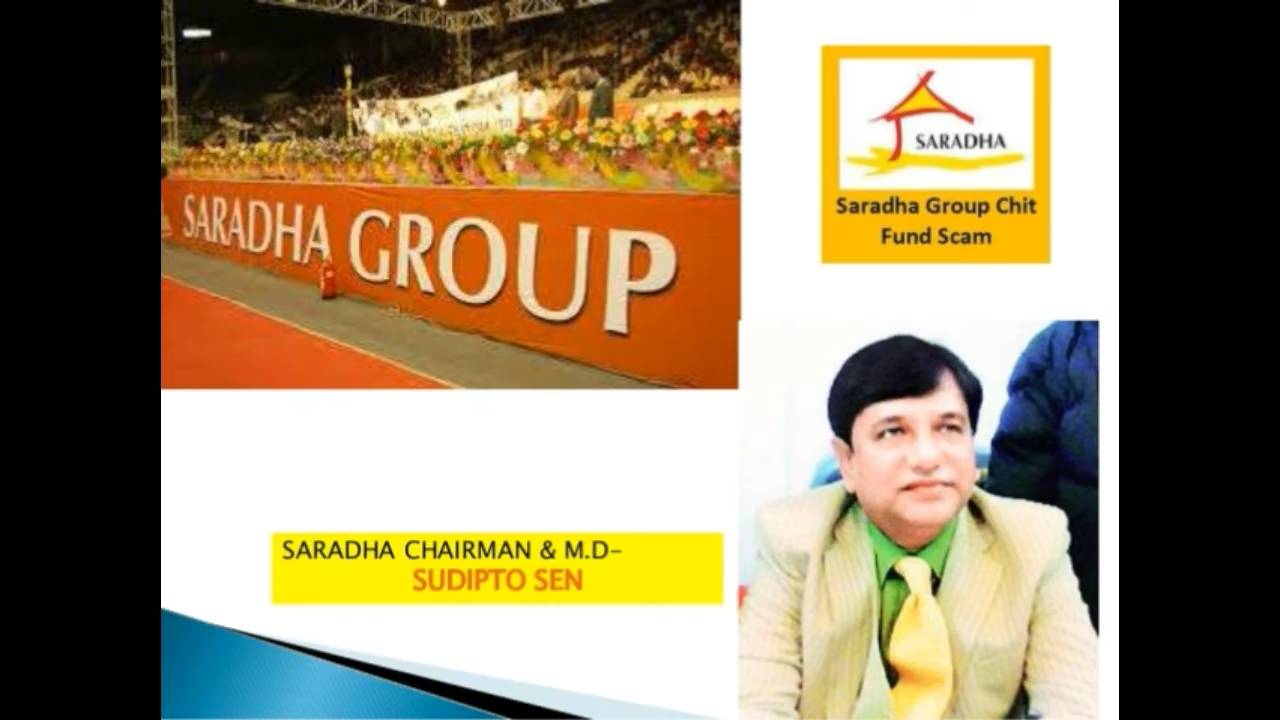 SARADHA GROUP
SARADHA
Saradha Group Chit
Fund Scam
SARADHA CHAIRMAN & M.D-
SUDIPTO SEN